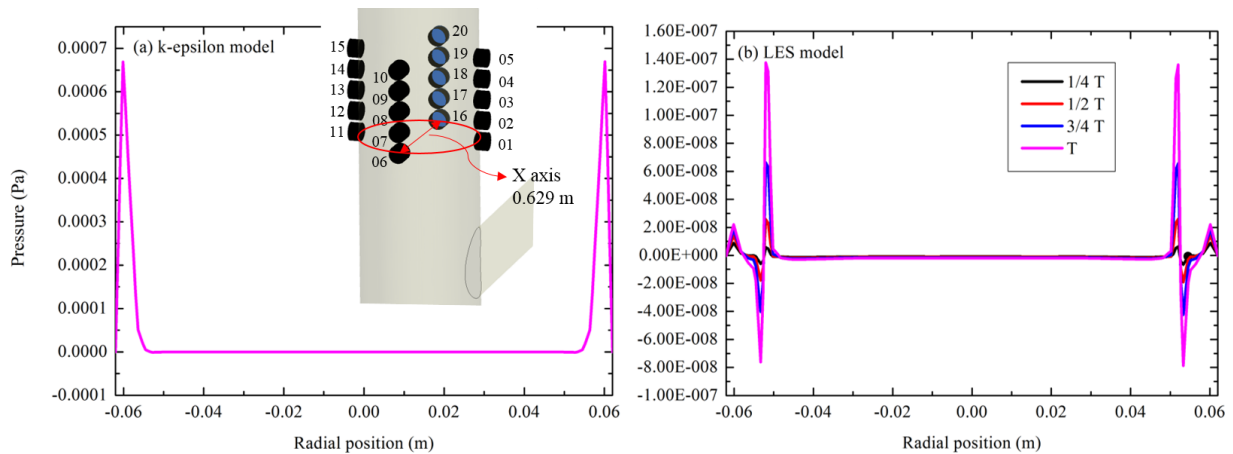 (a) k-epsilon model
0.0007
0.0006
0.0005
0.0004
0.0003
0.0002
0.0001
0.0000
-0.0001
Pressure (Pa)
-0.06 -0.04 -0.02 0.00 0.02 0.04 0.06
Radial position (m)
15
14
13
12
11
10
09
08
07
06
20
19
18
17
16
05
04
03
02
01
X axis
0.629 m
(b) LES model
1.60E-007
1.40E-007
1.20E-007
1.00E-007
8.00E-008
6.00E-008
4.00E-008
2.00E-008
0.00E+000
-2.00E-008
-4.00E-008
-6.00E-008
-8.00E-008
-1.00E-007
1/4 T
1/2 T
3/4 T
T
-0.06 -0.04 -0.02 0.00 0.02 0.04 0.06
Radial position (m)